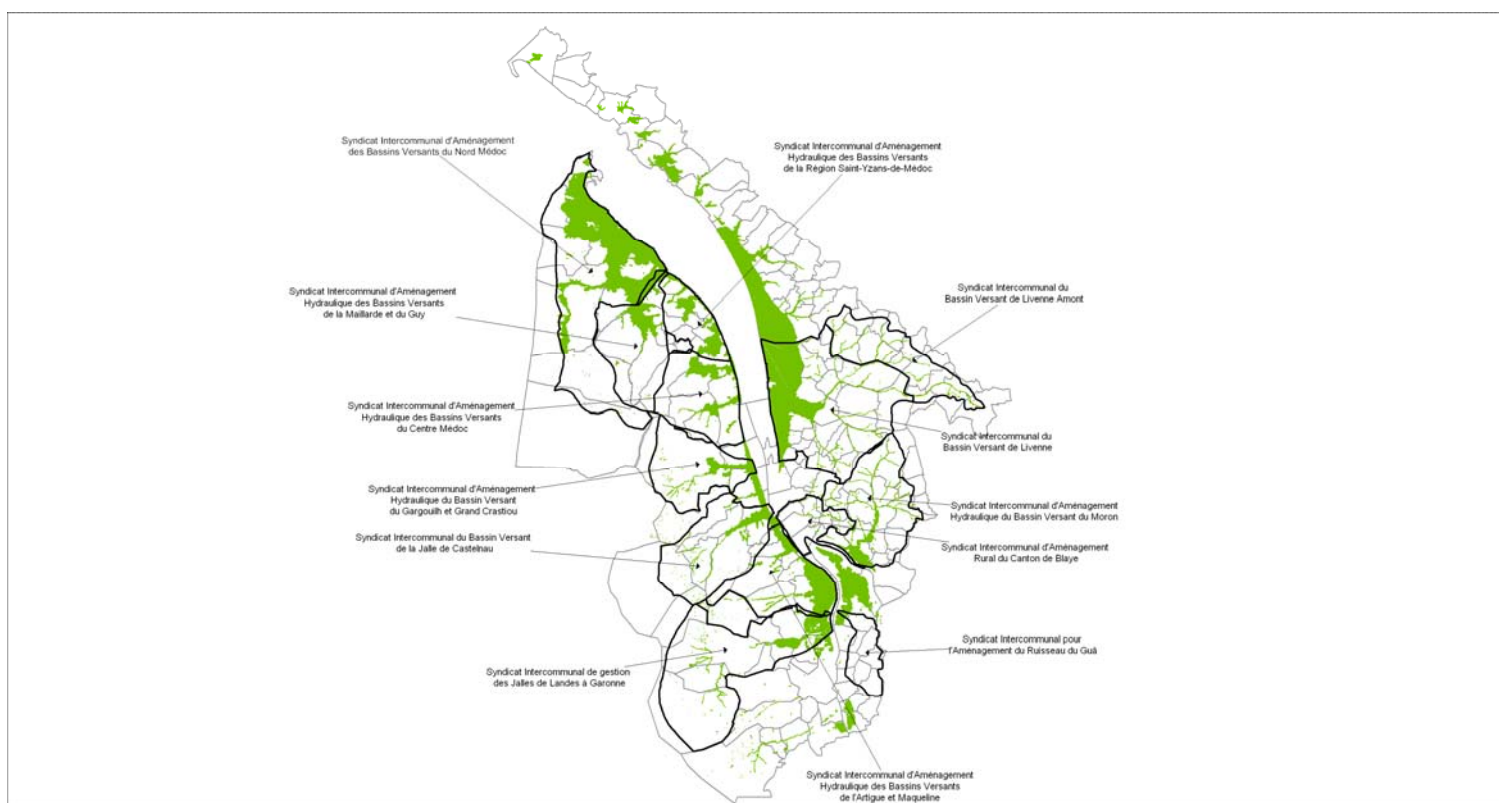 Syndicat Intercommunal d'Aménagement
des Bassins Versants du Nord Médoc
Syndicat Intercommunal d'Aménagement
Hydraulique des Bassins Versants
de la Région Saint-Yzans-de-Médoc
Syndicat Intercommunal d'Aménagement
Hydraulique des Bassins Versants
de la Maillarde et du Guy
Syndicat Intercommunal du
Bassin Versant de Livenne Amont
Syndicat Intercommunal d'Aménagement
Hydraulique des Bassins Versants
du Centre Médoc
Syndicat Intercommunal du
Bassin Versant de Livenne
Syndicat Intercommunal d'Aménagement
Hydraulique du Bassin Versant
du Gargouilh et Grand Crastiou
Syndicat Intercommunal d'Aménagement
Hydraulique du Bassin Versant du Moron
Syndicat Intercommunal du Bassin Versant
de la Jalle de Castelnau
Syndicat Intercommunal d'Aménagement
Rural du Canton de Blaye
Syndicat Intercommunal pour
l'Aménagement du Ruisseau du Guâ
Syndicat Intercommunal de gestion
des Jalles de Landes à Garonne
Syndicat Intercommunal d'Aménagement
Hydraulique des Bassins Versants
de l'Artigue et Maqueline